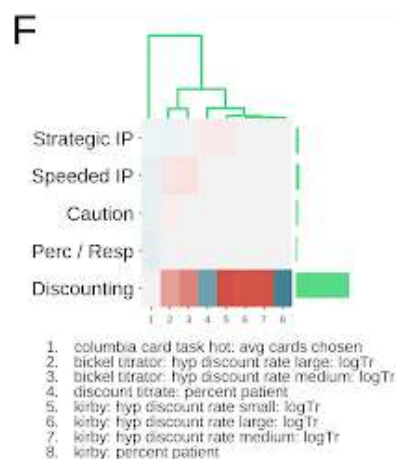 F
Strategic IP
Speeded IP
Caution
Perc / Resp
Discounting
1 2 3 4 5 6 7 8
1. columbia card task hot: avg cards chosen
2. bickel titrator: hyp discount rate large: logTr
3. bickel titrator: hyp discount rate medium: logTr
4. discount titrate: percent patient
5. kirby: hyp discount rate small: logTr
6. kirby: hyp discount rate large: logTr
7. kirby: hyp discount rate medium: logTr
8. kirby: percent patient